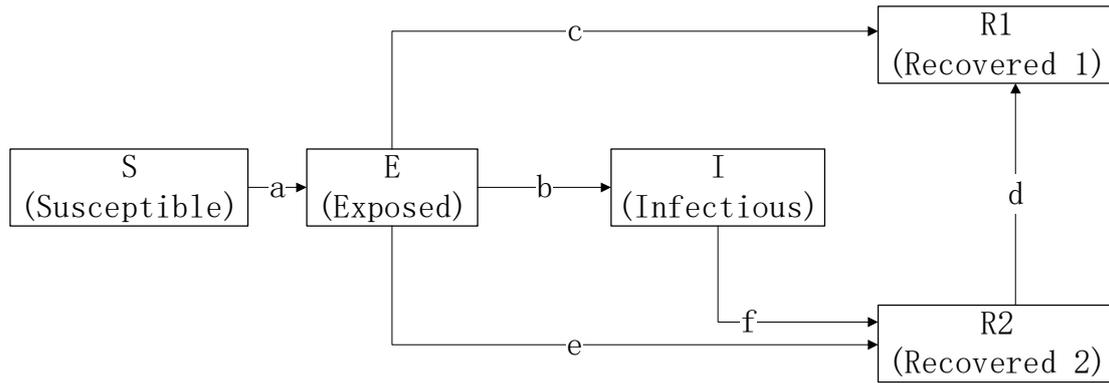 c
R1
(Recovered 1)
S
(Susceptible)
a
E
(Exposed)
b
I
(Infectious)
d
f
e
R2
(Recovered 2)